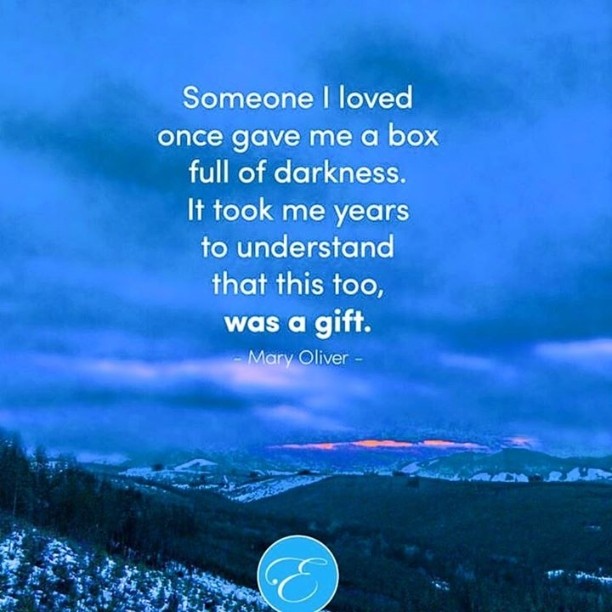 Someone I loved
once gave me a box
full of darkness.
It took me years
to understand
that this too,
was a gift.
- Mary Oliver -
E